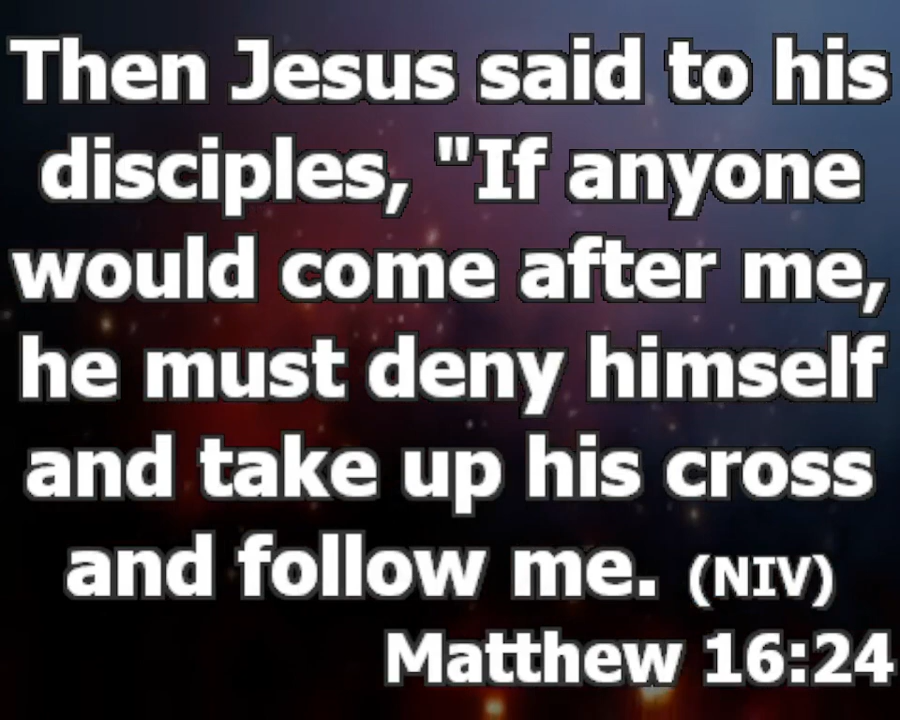 Then Jesus said to his
disciples, "If anyone
would come after me,
he must deny himself
and take up his cross
and follow me. (NIV)
Matthew 16:24